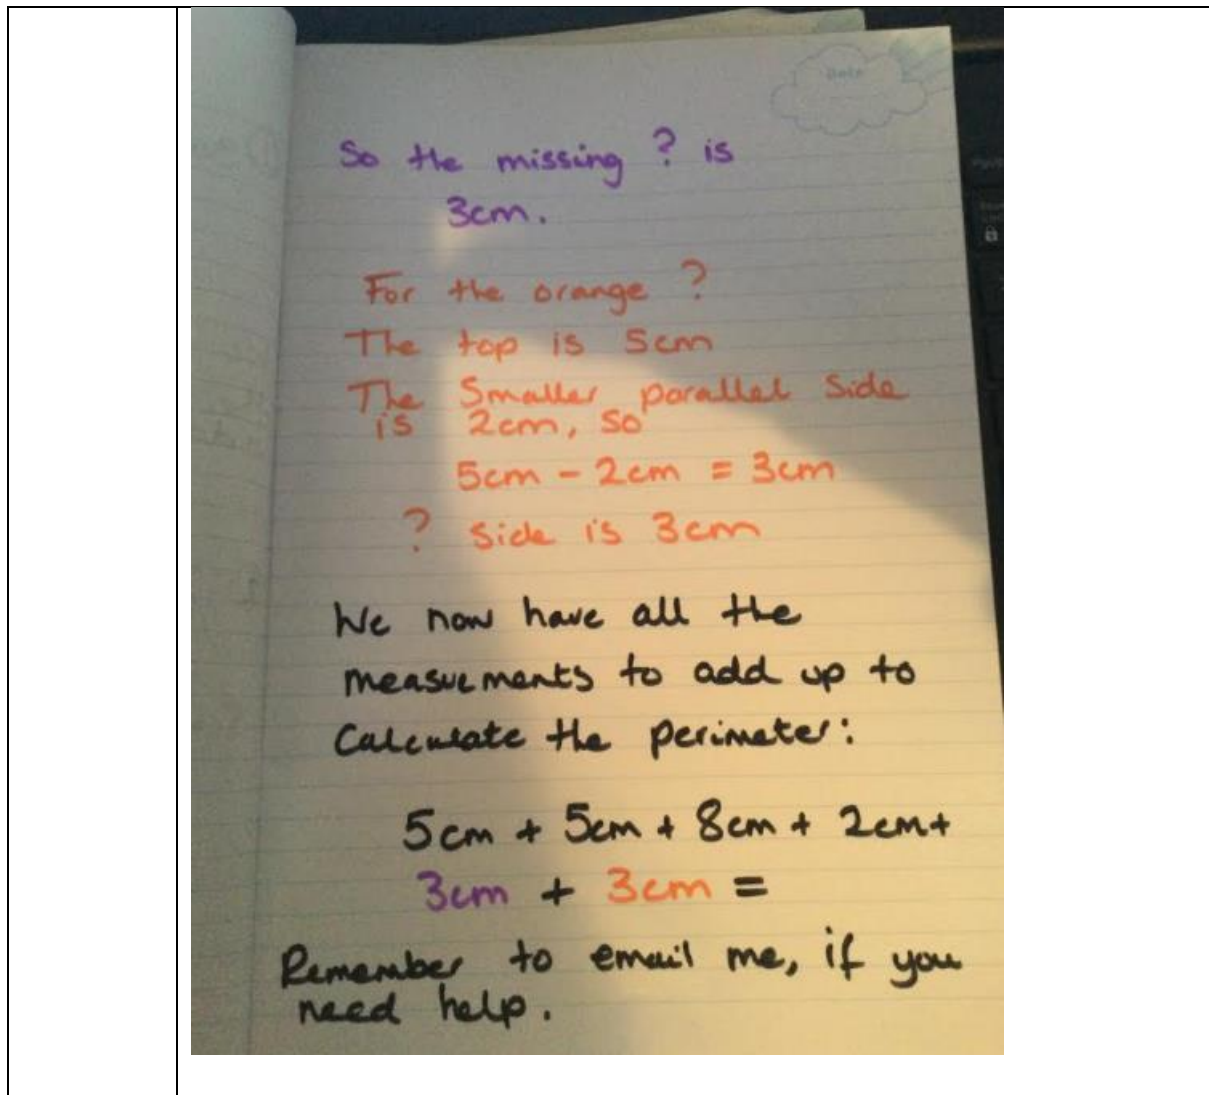 Date
So the missing ? is
3cm.
For the orange ?
The top is 5cm
The Smaller parallel Side
is 2cm, so
5cm - 2cm = 3cm
? Side is 3cm
We now have all the
measurments to add up to
Calculate the perimeter:
5cm + 5cm + 8cm + 2cm+
3cm + 3cm =
Remember to email me, if you
need help.